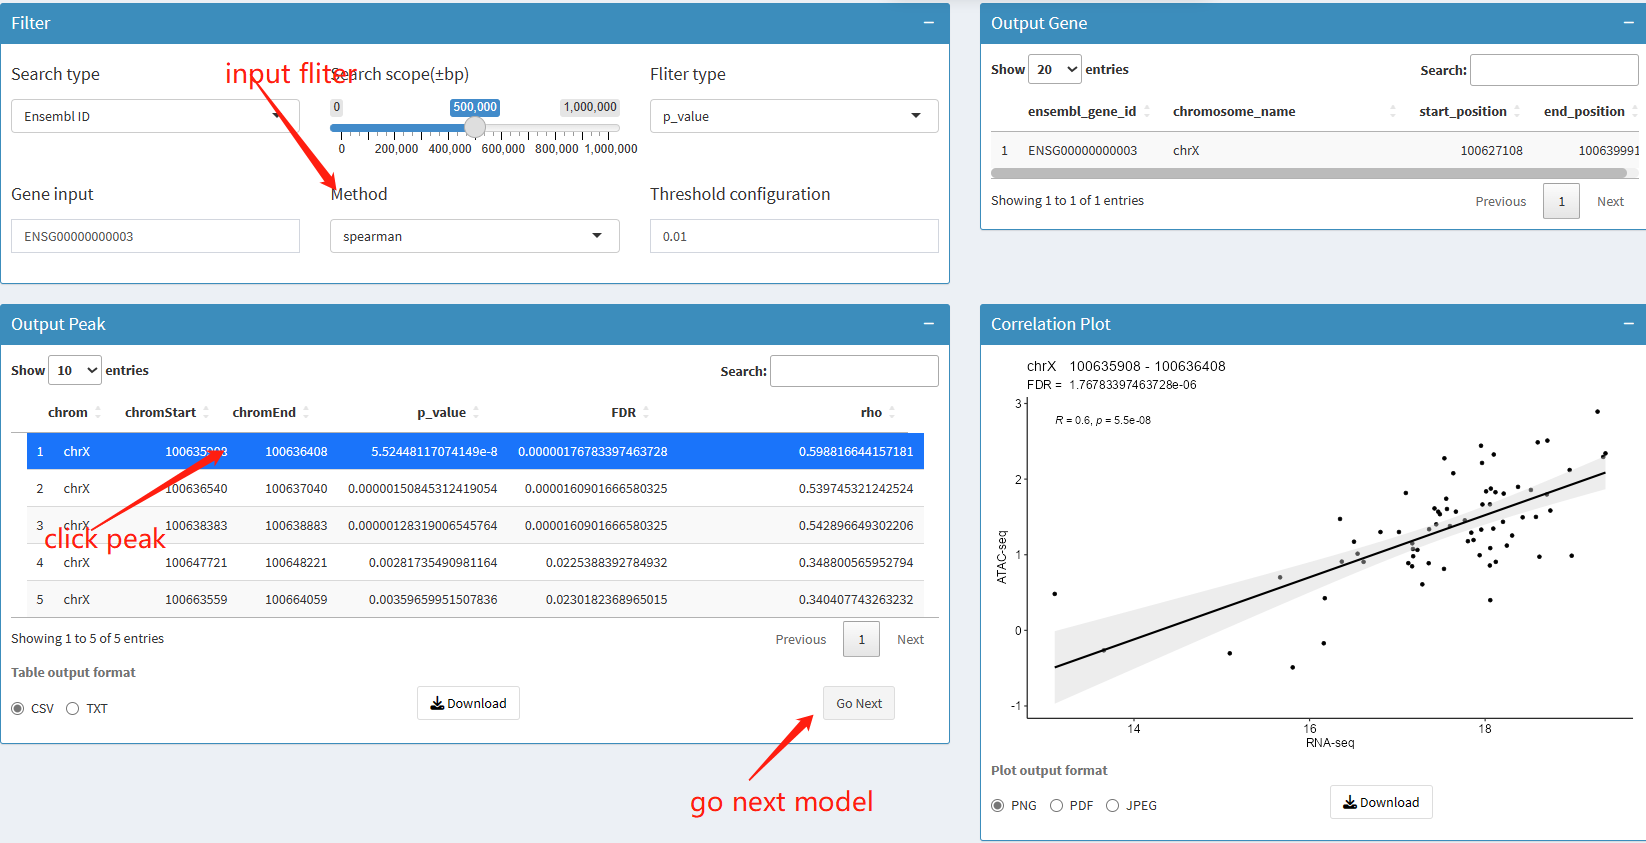 Filter
Search type
Search scope(±bp)
Fliter type
input fliter
Ensembl ID
0
500,000
1,000,000
p_value
0 200,000 400,000 600,000 800,000 1,000,000
Gene input
Method
Threshold configuration
ENSG00000000003
spearman
0.01
Output Gene
Show 20 entries
Search:
ensembl_gene_id chromosome_name start_position end_position
1 ENSG00000000003 chrX 100627108 100639991
Showing 1 to 1 of 1 entries
Previous 1 Next
Output Peak
Show 10 entries
Search:
chrom chromStart chromEnd p_value FDR rho
1 chrX 100635908 100636408 5.52448117074149e-8 0.00000176783397463728 0.598816644157181
2 chrX 100636540 100637040 0.00000150845312419054 0.0000160901666580325 0.539745321242524
3 chrX 100638383 100638883 0.00000128319006545764 0.0000160901666580325 0.542896649302206
click peak
4 chrX 100647721 100648221 0.00281735490981164 0.0225388392784932 0.348800565952794
5 chrX 100663559 100664059 0.00359659951507836 0.0230182368965015 0.340407743263232
Showing 1 to 5 of 5 entries
Previous 1 Next
Table output format
CSV TXT
Download
Go Next
go next model
Correlation Plot
chrX 100635908 - 100636408
FDR = 1.76783397463728e-06
R = 0.6, p = 5.5e-08
3
2
1
0
-1
ATAC-seq
14 16 18
RNA-seq
Plot output format
PNG PDF JPEG
Download